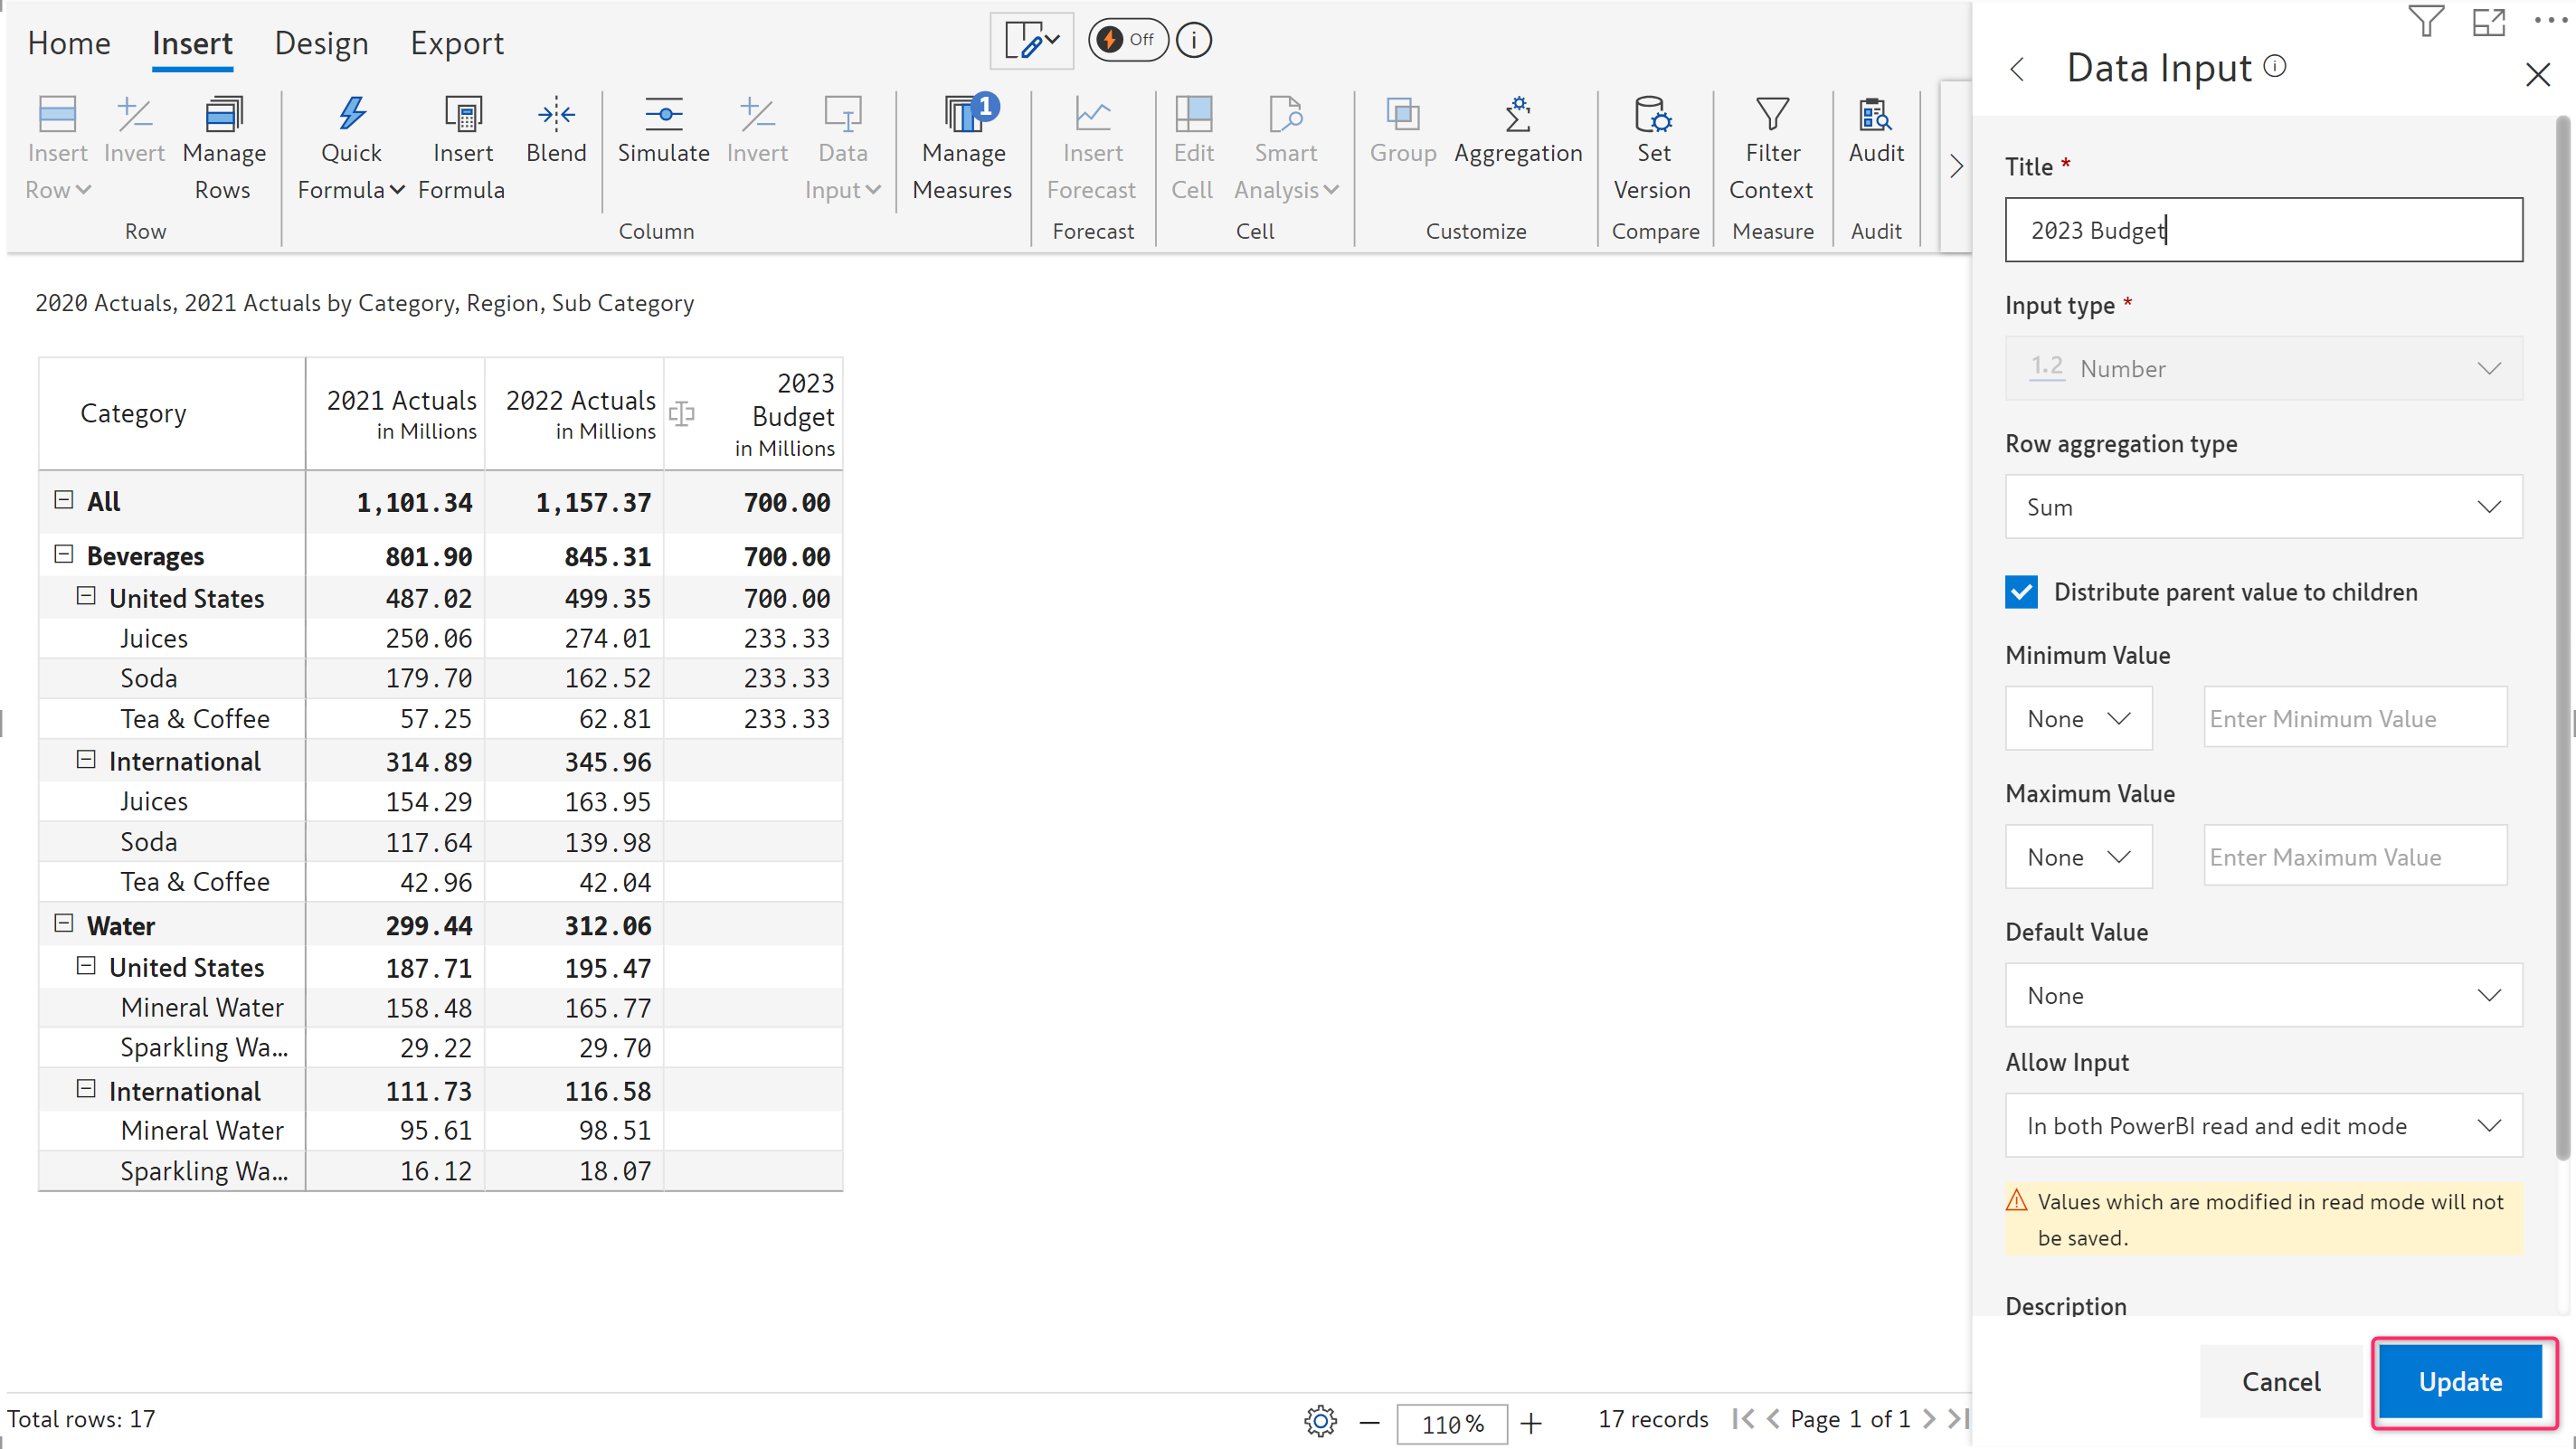 Home Insert Design Export
Off
Insert Row
Invert
Manage Rows
Row
Quick Formula
Insert Formula
Blend
Simulate
Invert
Data Input
Column
Manage Measures
1
Insert Forecast
Forecast
Edit Cell
Smart Analysis
Cell
Group
Aggregation
Customize
Set Version
Compare
Filter Context
Measure
Audit
Audit
2020 Actuals, 2021 Actuals by Category, Region, Sub Category
Category 2021 Actuals in Millions 2022 Actuals in Millions 2023 Budget in Millions
All 1,101.34 1,157.37 700.00
Beverages 801.90 845.31 700.00
United States 487.02 499.35 700.00
Juices 250.06 274.01 233.33
Soda 179.70 162.52 233.33
Tea & Coffee 57.25 62.81 233.33
International 314.89 345.96
Juices 154.29 163.95
Soda 117.64 139.98
Tea & Coffee 42.96 42.04
Water 299.44 312.06
United States 187.71 195.47
Mineral Water 158.48 165.77
Sparkling Wa... 29.22 29.70
International 111.73 116.58
Mineral Water 95.61 98.51
Sparkling Wa... 16.12 18.07
Total rows: 17
110%
17 records
Page 1 of 1
Data Input
Title *
2023 Budget
Input type *
1.2 Number
Row aggregation type
Sum
Distribute parent value to children
Minimum Value
None Enter Minimum Value
Maximum Value
None Enter Maximum Value
Default Value
None
Allow Input
In both PowerBI read and edit mode
Values which are modified in read mode will not
be saved.
Description
Cancel Update